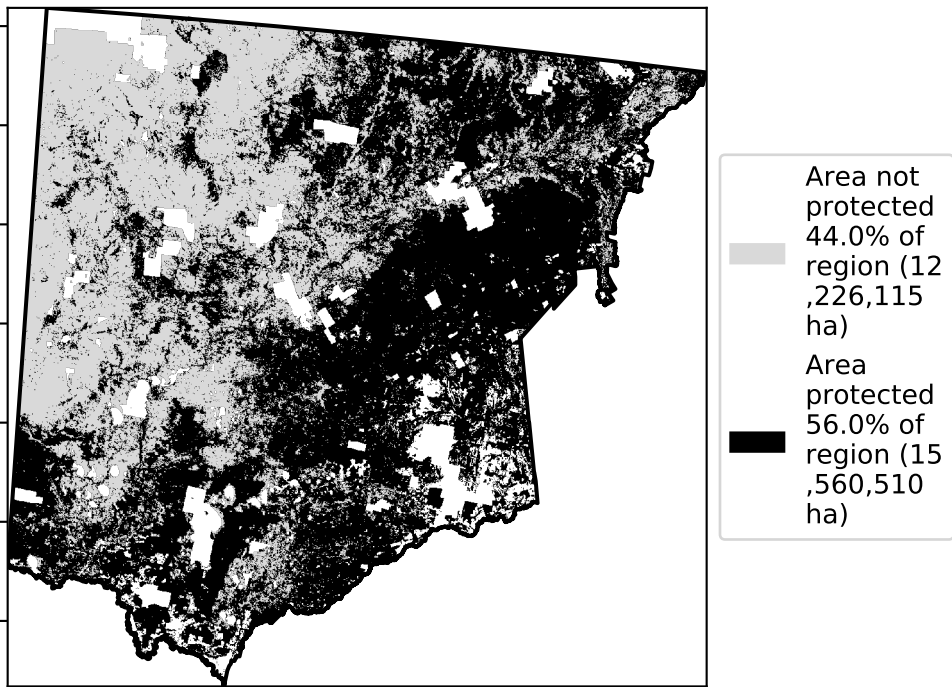 Area not
protected
44.0% of
region (12
,226,115
ha)
Area
protected
56.0% of
region (15
,560,510
ha)